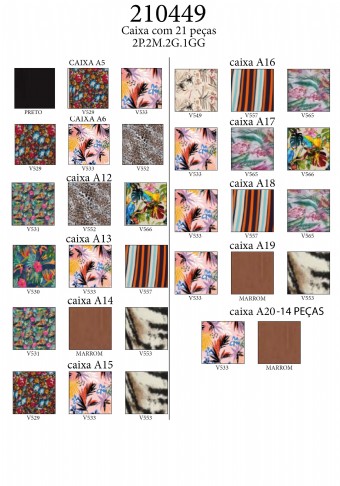 210449
Caixa com 21 peças
2P.2M.2G.1GG
CAIXA A5
PRETO V529 V533
CAIXA A6
V529 V533 V552
caixa A12
V531 V552 V566
caixa A13
V530 V533 V557
caixa A14
V531 MARROM V553
caixa A15
V529 V533 V553
caixa A16
V549 V557 V565
caixa A17
V533 V565 V566
caixa A18
V533 V557 V565
caixa A19
V533 MARROM V553
caixa A20-14 PEÇAS
V533 MARROM